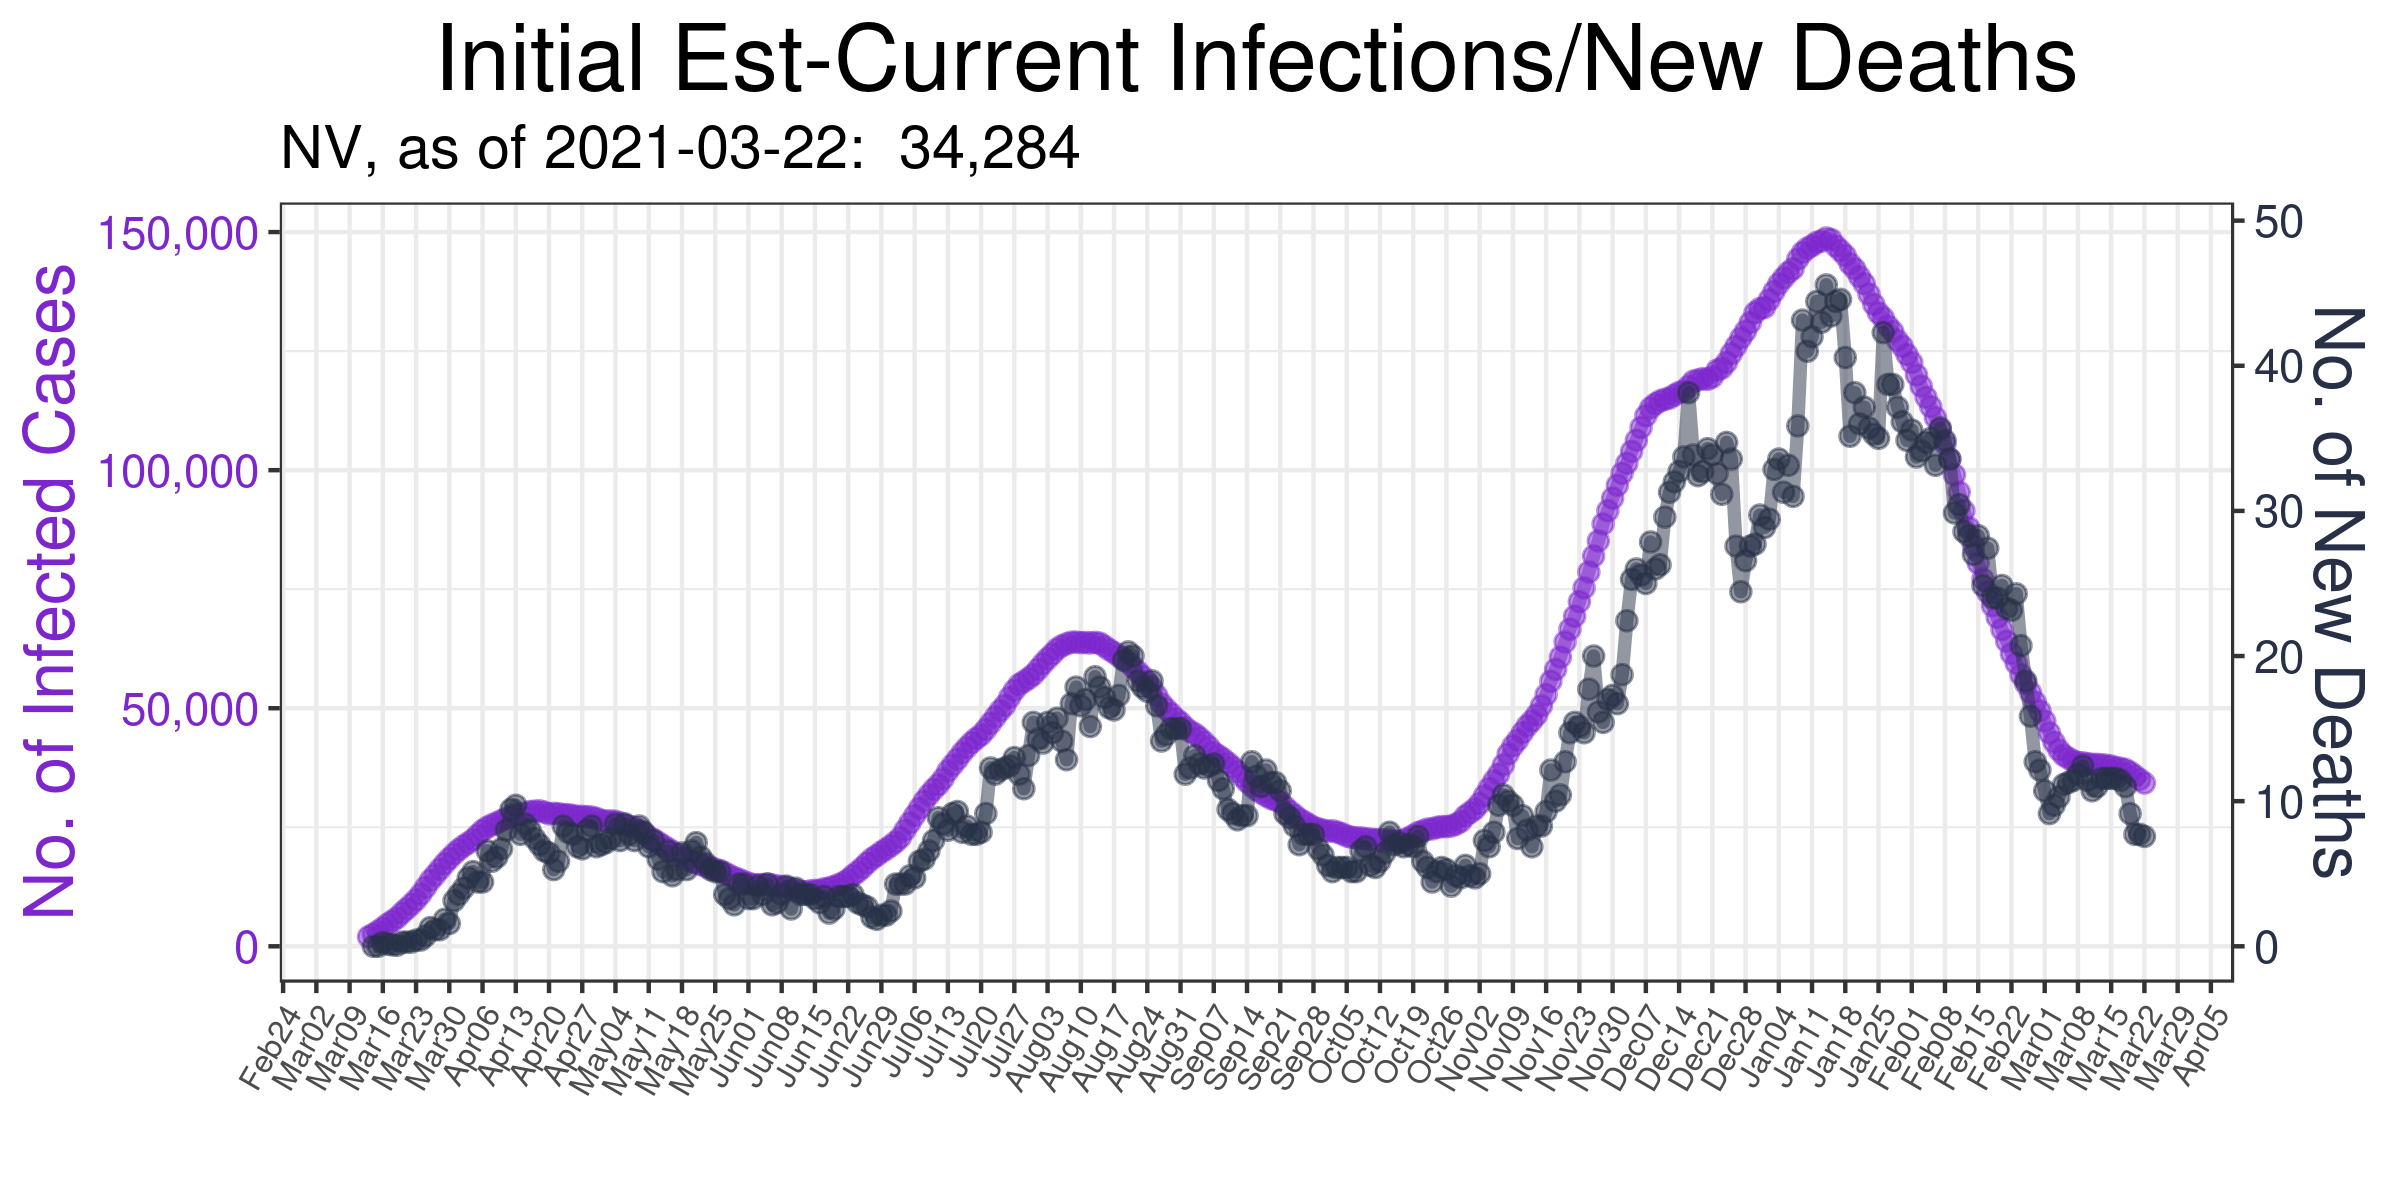 Initial Est-Current Infections/New Deaths
NV, as of 2021-03-22:  34,284
No. of Infected Cases
150,000
100,000
50,000
0
50
40
30
20
10
0
No. of New Deaths
Feb24
Mar02
Mar09
Mar16
Mar23
Mar30
Apr06
Apr13
Apr20
Apr27
May04
May11
May18
May25
Jun01
Jun08
Jun15
Jun22
Jun29
Jul06
Jul13
Jul20
Jul27
Aug03
Aug10
Aug17
Aug24
Aug31
Sep07
Sep14
Sep21
Sep28
Oct05
Oct12
Oct19
Oct26
Nov02
Nov09
Nov16
Nov23
Nov30
Dec07
Dec14
Dec21
Dec28
Jan04
Jan11
Jan18
Jan25
Feb01
Feb08
Feb15
Feb22
Mar01
Mar08
Mar15
Mar22
Mar29
Apr05